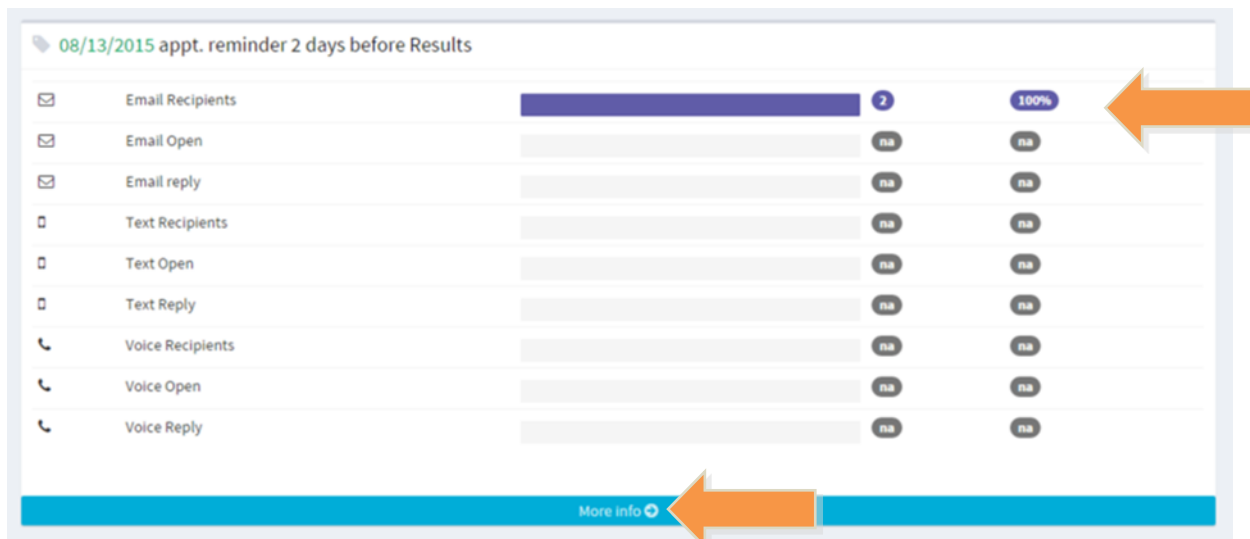 08/13/2015 appt. reminder 2 days before Results
Email Recipients 2 100%
Email Open na na
Email reply na na
Text Recipients na na
Text Open na na
Text Reply na na
Voice Recipients na na
Voice Open na na
Voice Reply na na
More info